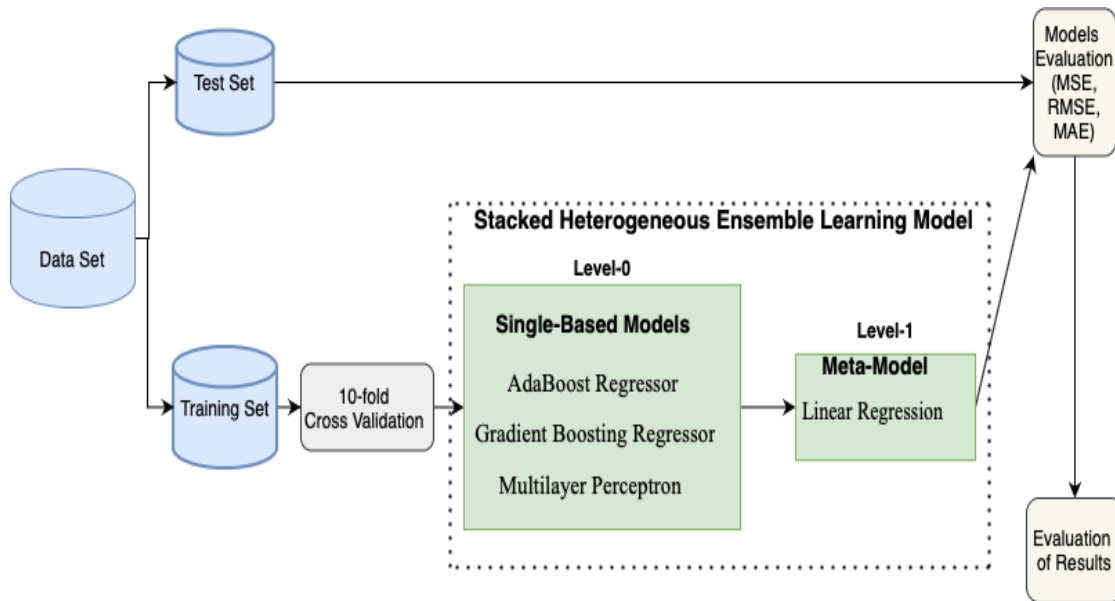 Test Set
Models
Evaluation
(MSE,
RMSE,
MAE)
Data Set
Stacked Heterogeneous Ensemble Learning Model
Level-0
Single-Based Models
AdaBoost Regressor
Gradient Boosting Regressor
Multilayer Perceptron
Level-1
Meta-Model
Linear Regression
Training Set
10-fold
Cross Validation
Evaluation
of Results